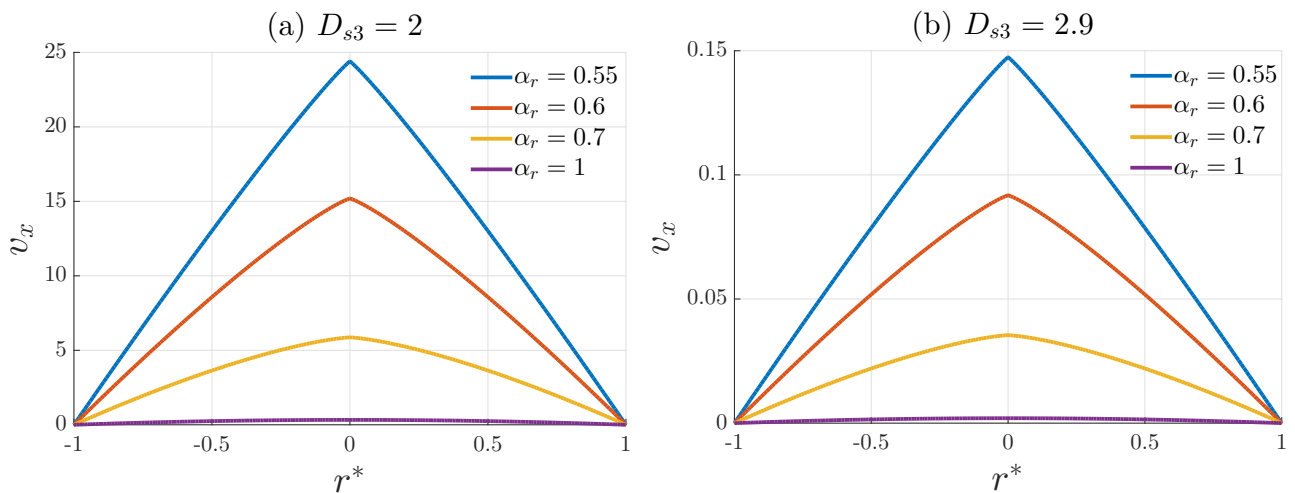 (a) D_{s3} = 2
25
20
15
10
5
0
-1
-0.5
0
0.5
1
v_x
r^*
α_r = 0.55
α_r = 0.6
α_r = 0.7
α_r = 1
(b) D_{s3} = 2.9
0.15
0.1
0.05
0
-1
-0.5
0
0.5
1
v_x
r^*
α_r = 0.55
α_r = 0.6
α_r = 0.7
α_r = 1